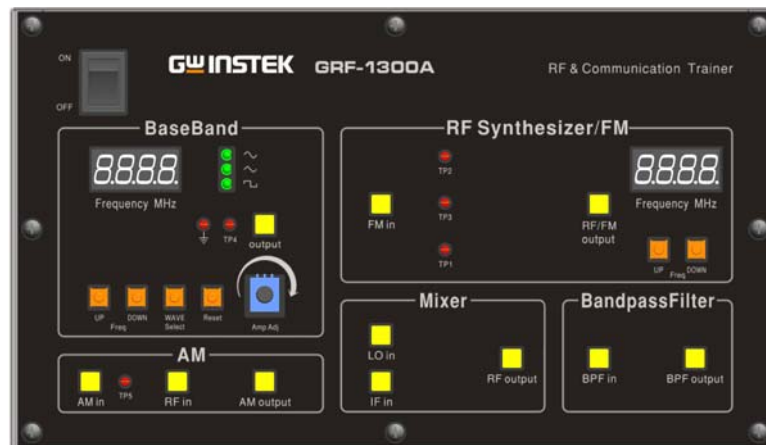 ON
OFF
GWINSTEK GRF-1300A
RF & Communication Trainer
BaseBand
8.8.8.8
Frequency MHz
TP4
output
UP
DOWN
Freq
WAVE
Select
Reset
Amp Adj
RF Synthesizer/FM
TP2
TP3
TP1
FM in
RF/FM
output
8.8.8.8
Frequency MHz
UP
DOWN
Freq
AM
AM in
TP5
RF in
AM output
Mixer
LO in
IF in
RF output
BandpassFilter
BPF in
BPF output